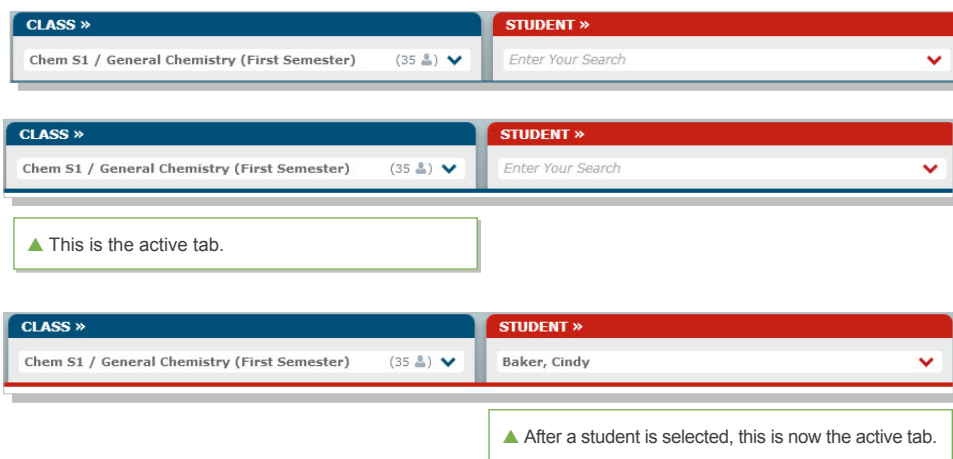 CLASS » STUDENT »
Chem S1 / General Chemistry (First Semester) (35) Enter Your Search
CLASS » STUDENT »
Chem S1 / General Chemistry (First Semester) (35) Enter Your Search
▲ This is the active tab.
CLASS » STUDENT »
Chem S1 / General Chemistry (First Semester) (35) Baker, Cindy
▲ After a student is selected, this is now the active tab.